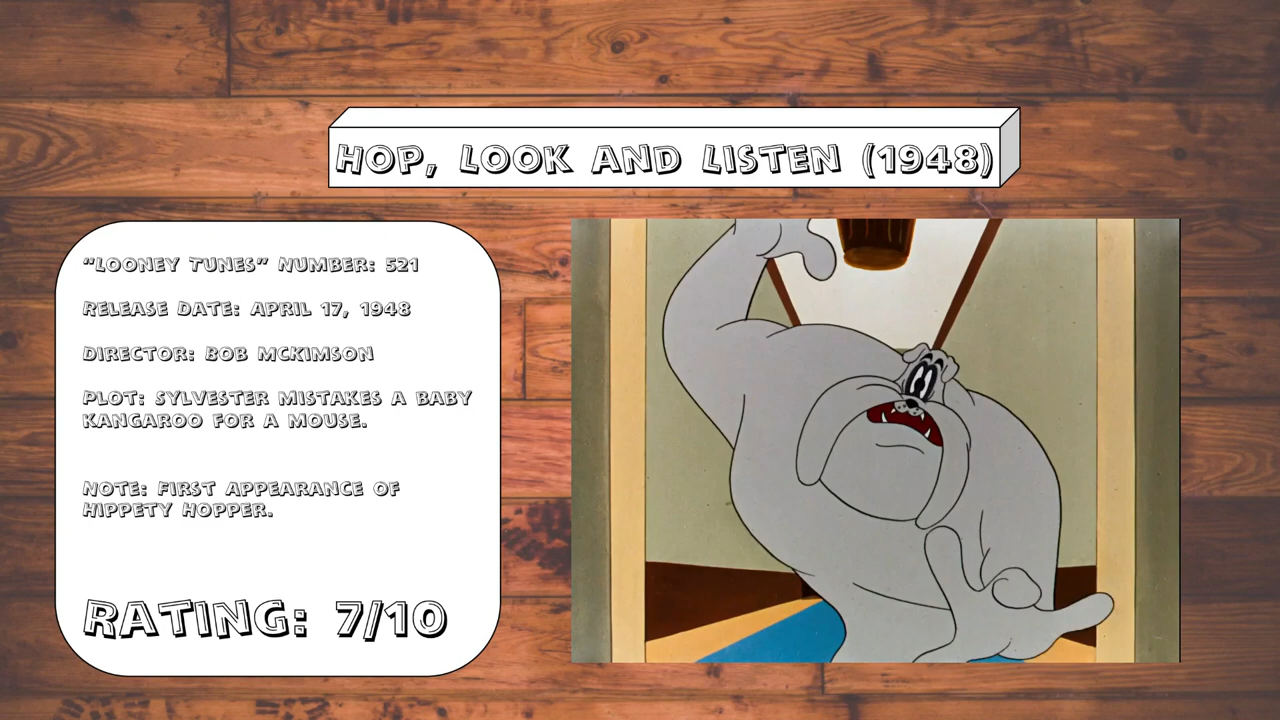 HOP, LOOK AND LISTEN (1948)
"LOONEY TUNES" NUMBER: 521
RELEASE DATE: APRIL 17, 1948
DIRECTOR: BOB MCKIMSON
PLOT: SYLVESTER MISTAKES A BABY
KANGAROO FOR A MOUSE.
NOTE: FIRST APPEARANCE OF
HIPPETY HOPPER.
RATING: 7/10